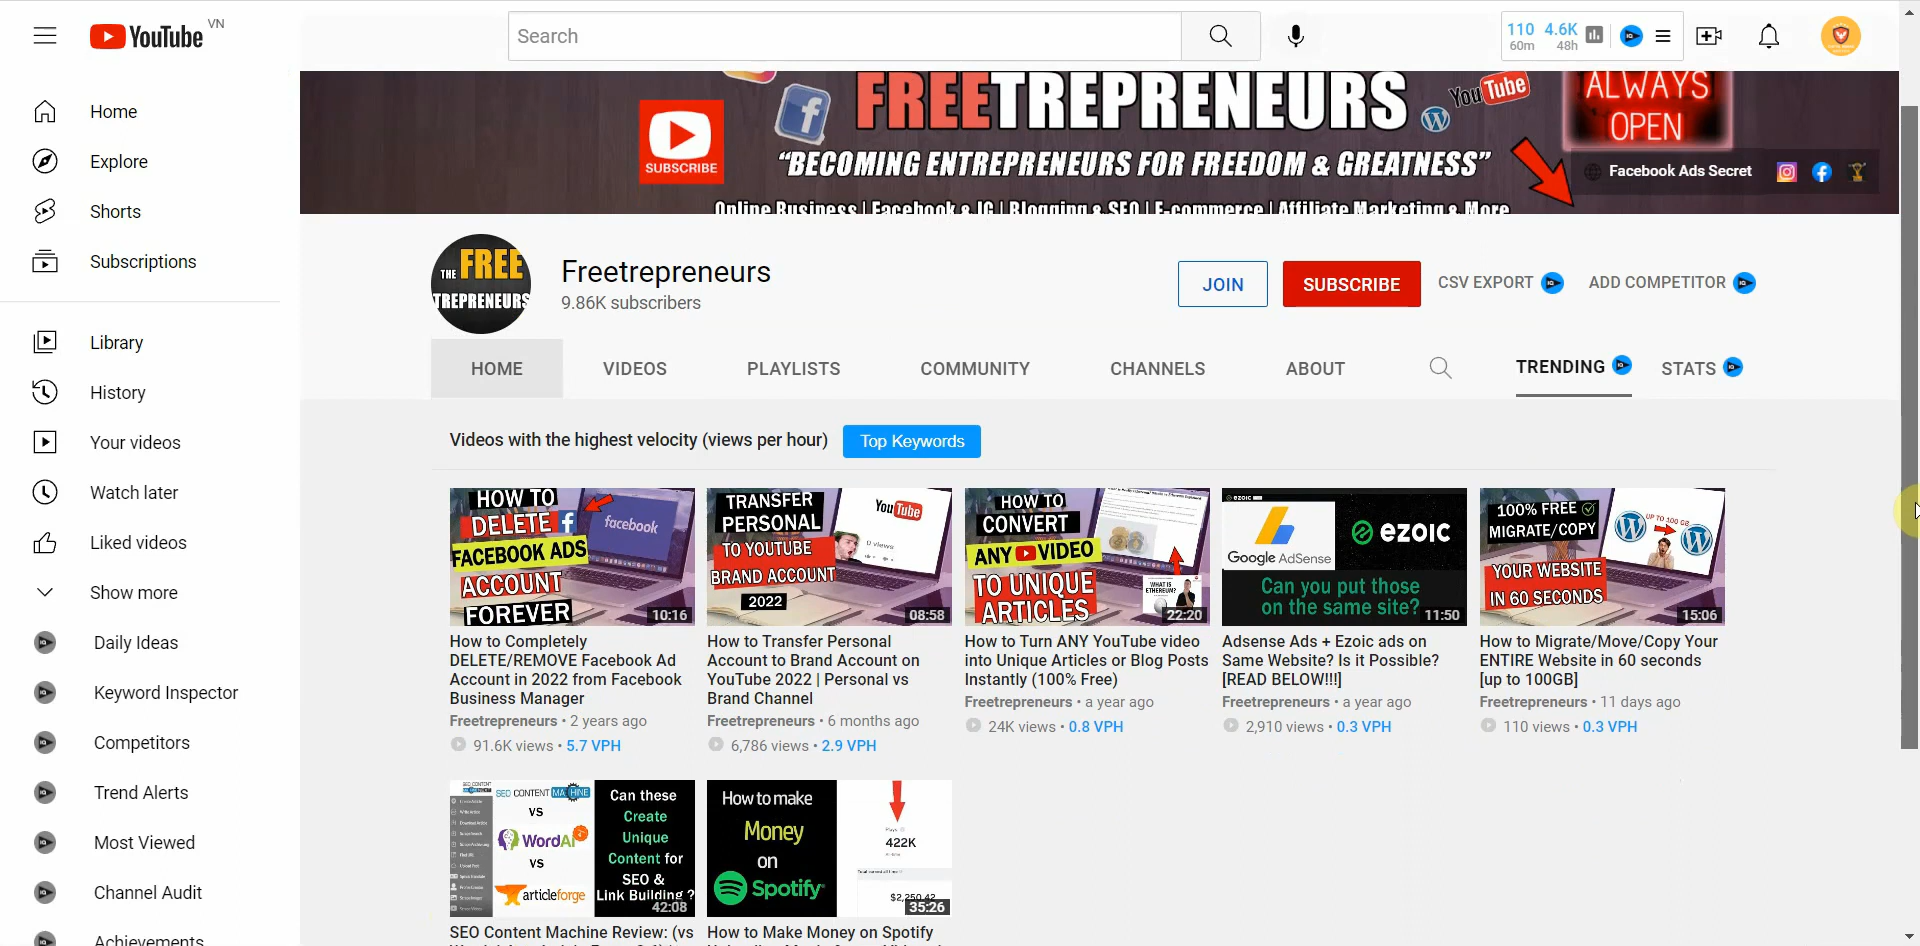 YouTube VN
Search
110 4.6K
60m 48h
Home
Explore
Shorts
Subscriptions
Library
History
Your videos
Watch later
Liked videos
Show more
Daily Ideas
Keyword Inspector
Competitors
Trend Alerts
Most Viewed
Channel Audit
Achievements
SUBSCRIBE
FREETREPRENEURS
YouTube
ALWAYS
OPEN
“BECOMING ENTREPRENEURS FOR FREEDOM & GREATNESS”
Facebook Ads Secret
Online Business | Facebook & IG | Blogging & SEO | E-commerce | Affiliate Marketing & More
THE FREE
TREPRENEURS
Freetrepreneurs
9.86K subscribers
JOIN
SUBSCRIBE
CSV EXPORT
ADD COMPETITOR
HOME
VIDEOS
PLAYLISTS
COMMUNITY
CHANNELS
ABOUT
TRENDING
STATS
Videos with the highest velocity (views per hour)
Top Keywords
HOW TO
DELETE
FACEBOOK ADS
ACCOUNT
FOREVER
facebook
10:16
How to Completely
DELETE/REMOVE Facebook Ad
Account in 2022 from Facebook
Business Manager
Freetrepreneurs • 2 years ago
91.6K views • 5.7 VPH
TRANSFER
PERSONAL
TO YOUTUBE
BRAND ACCOUNT
2022
YouTube
0 views
08:58
How to Transfer Personal
Account to Brand Account on
YouTube 2022 | Personal vs
Brand Channel
Freetrepreneurs • 6 months ago
6,786 views • 2.9 VPH
HOW TO
CONVERT
ANY VIDEO
TO UNIQUE
ARTICLES
WHAT IS
ETHEREUM?
22:20
How to Turn ANY YouTube video
into Unique Articles or Blog Posts
Instantly (100% Free)
Freetrepreneurs • a year ago
24K views • 0.8 VPH
ezoic
Google AdSense
ezoic
Can you put those
on the same site?
11:50
Adsense Ads + Ezoic ads on
Same Website? Is it Possible?
[READ BELOW!!!]
Freetrepreneurs • a year ago
2,910 views • 0.3 VPH
100% FREE
MIGRATE/COPY
YOUR WEBSITE
IN 60 SECONDS
UP TO 100 GB
15:06
How to Migrate/Move/Copy Your
ENTIRE Website in 60 seconds
[up to 100GB]
Freetrepreneurs • 11 days ago
110 views • 0.3 VPH
SEO CONTENT MACHINE
VS
WordAi
VS
articleforge
Can these
Create
Unique
Content for
SEO &
Link Building ?
42:08
SEO Content Machine Review: (vs
How to make
Money
on
Spotify
422K
$2,250.42
35:26
How to Make Money on Spotify